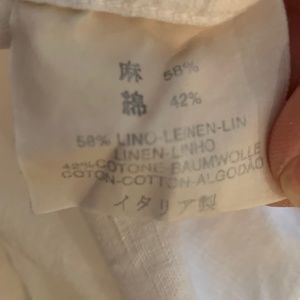 麻 58%
綿 42%
58% LINO-LEINEN-LIN
LINEN-LINHO
42% COTONE-BAUMWOLLE
COTON-COTTON-ALGODAO
イタリア製